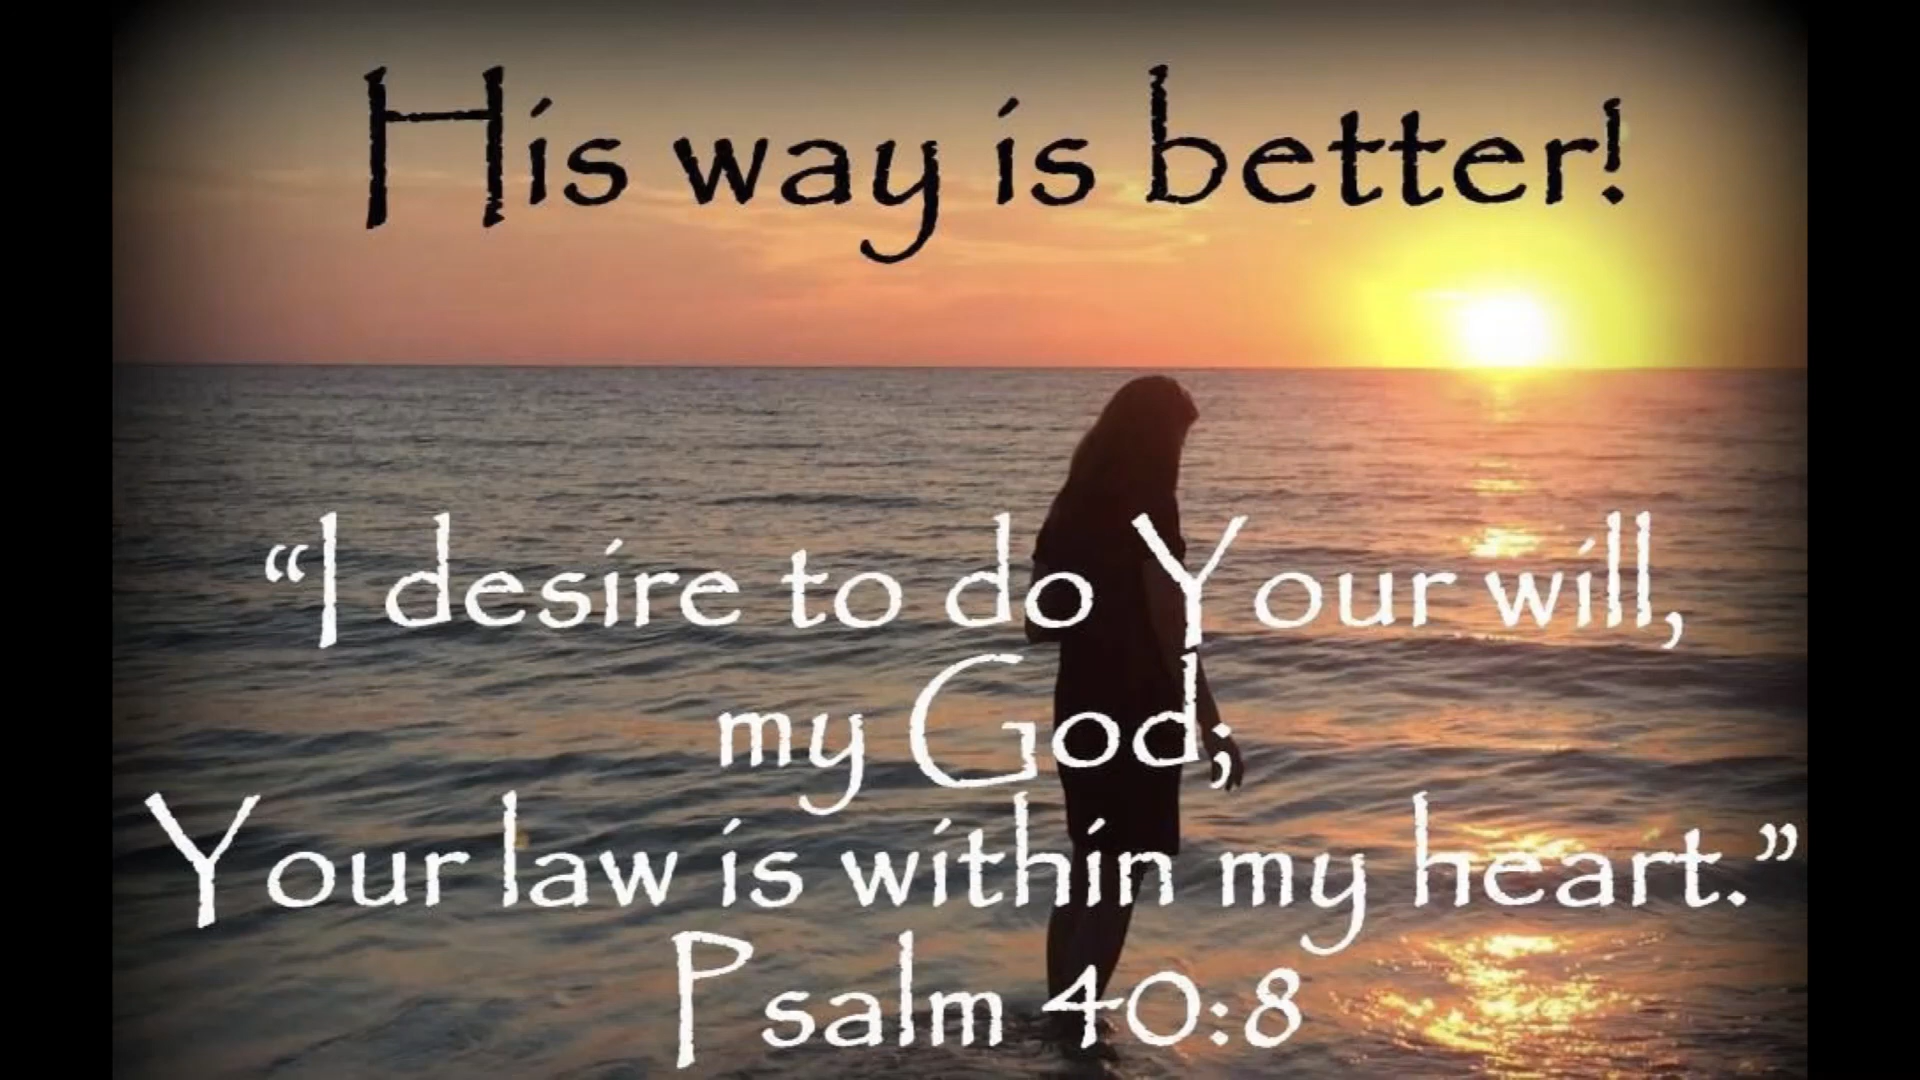 His way is better!
“I desire to do Your will,
my God;
Your law is within my heart.”
Psalm 40:8